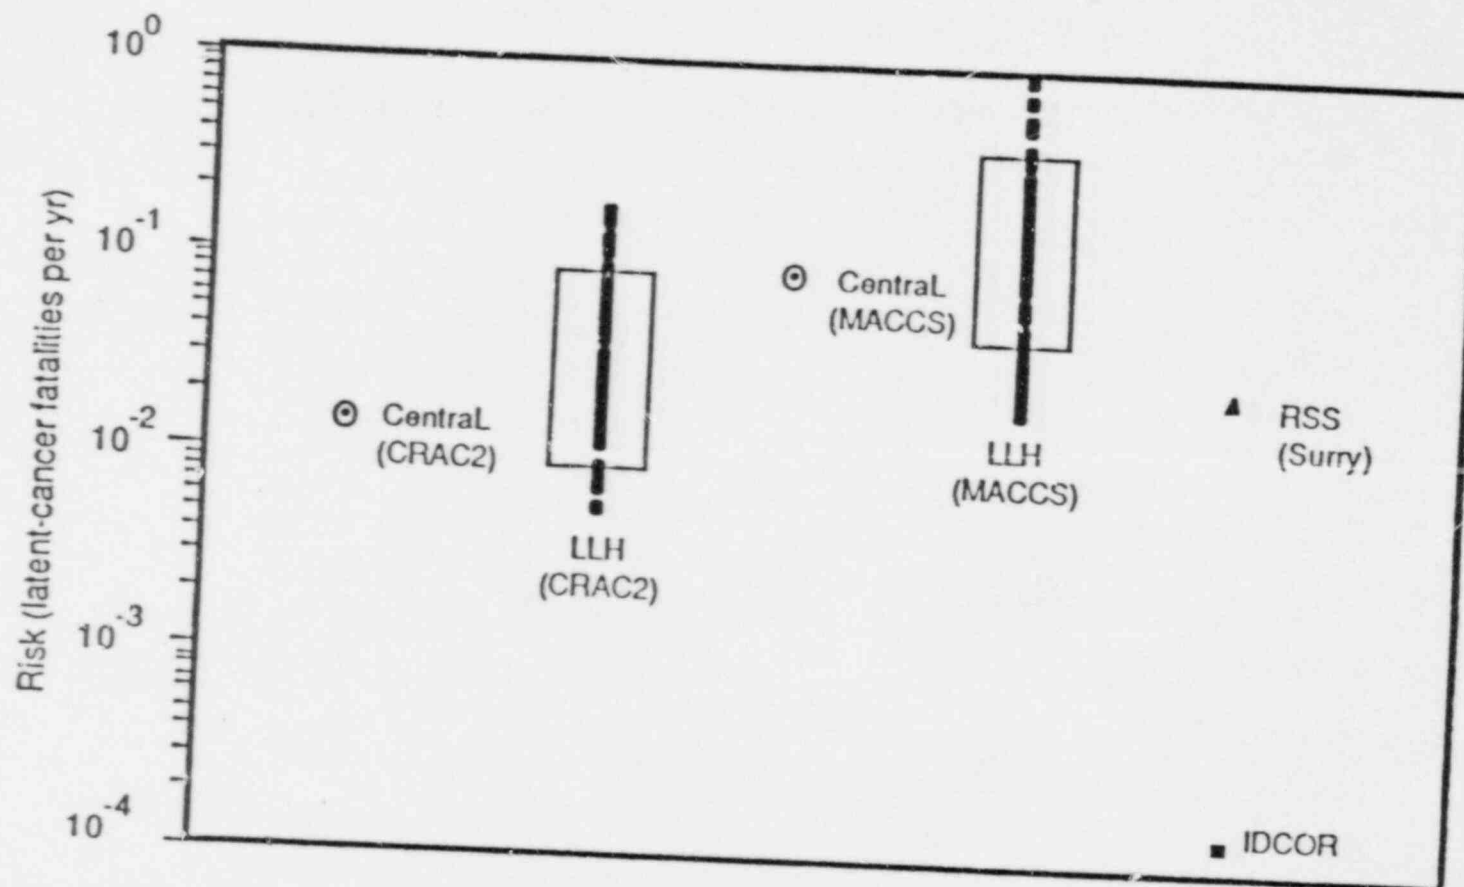 Risk (latent-cancer fatalities per yr)
10^0
10^-1
10^-2
10^-3
10^-4
CentraL
(CRAC2)
LLH
(CRAC2)
CentraL
(MACCS)
LLH
(MACCS)
RSS
(Surry)
IDCOR